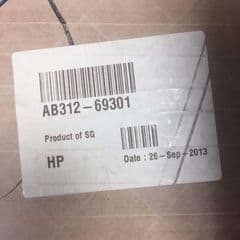 AB312-69301
Product of SG
HP
Date : 26-Sep-2013